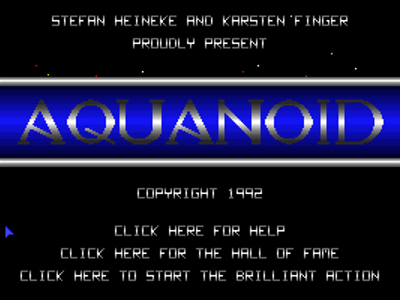 STEFAN HEINEKE AND KARSTEN FINGER
PROUDLY PRESENT
AQUANOID
COPYRIGHT 1992
CLICK HERE FOR HELP
CLICK HERE FOR THE HALL OF FAME
CLICK HERE TO START THE BRILLIANT ACTION